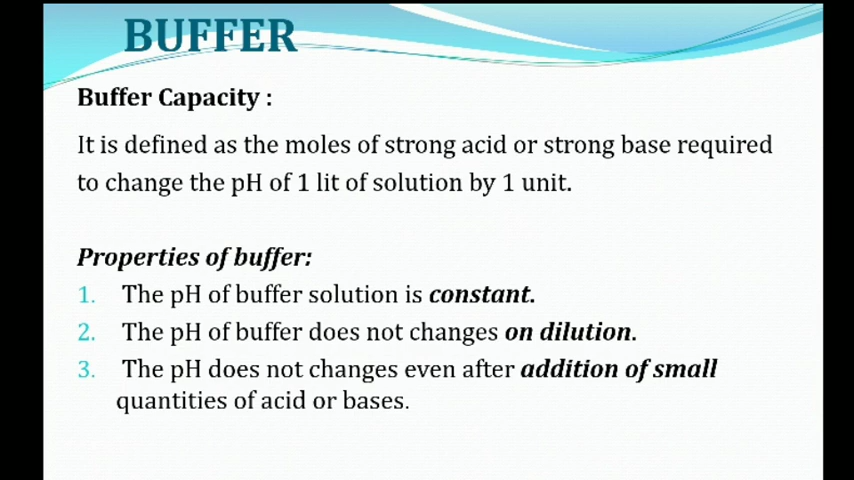 BUFFER
Buffer Capacity :
It is defined as the moles of strong acid or strong base required
to change the pH of 1 lit of solution by 1 unit.
Properties of buffer:
1. The pH of buffer solution is constant.
2. The pH of buffer does not changes on dilution.
3. The pH does not changes even after addition of small
quantities of acid or bases.